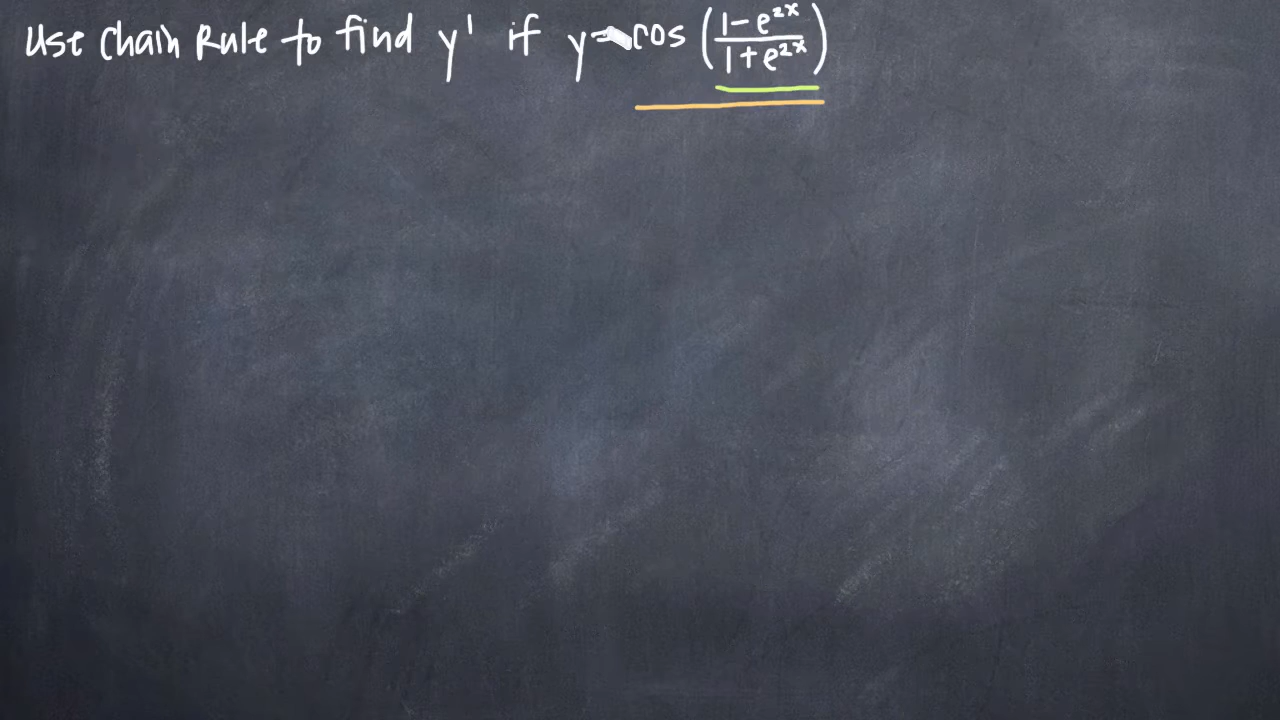 Use Chain Rule to find y' if y = cos ( (1 - e^{2x}) / (1 + e^{2x}) )